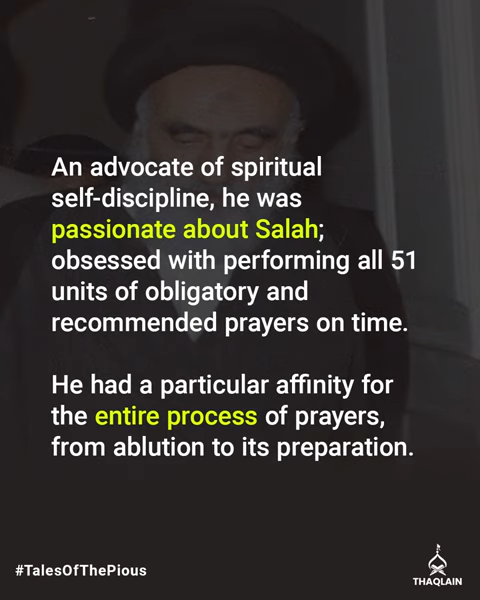 An advocate of spiritual
self-discipline, he was
passionate about Salah;
obsessed with performing all 51
units of obligatory and
recommended prayers on time.
He had a particular affinity for
the entire process of prayers,
from ablution to its preparation.
#TalesOfThePious
THAQLAIN